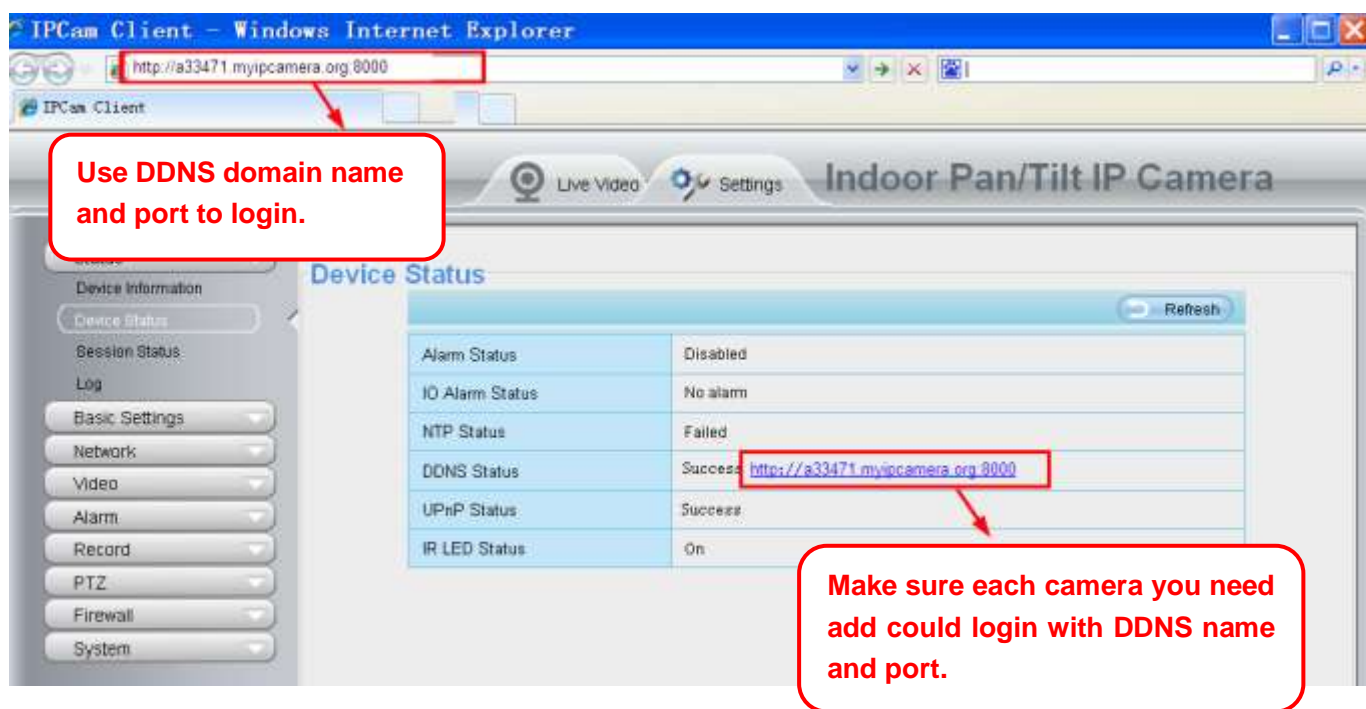 IPCam Client - Windows Internet Explorer
http://a33471.myipcamera.org:8000
IPCam Client
Use DDNS domain name
and port to login.
Live Video
Settings
Indoor Pan/Tilt IP Camera
Device Information
Device Status
Session Status
Log
Basic Settings
Network
Video
Alarm
Record
PTZ
Firewall
System
Device Status
Refresh
Alarm Status Disabled
IO Alarm Status No alarm
NTP Status Failed
DDNS Status Success http://a33471.myipcamera.org:8000
UPnP Status Success
IR LED Status On
Make sure each camera you need
add could login with DDNS name
and port.